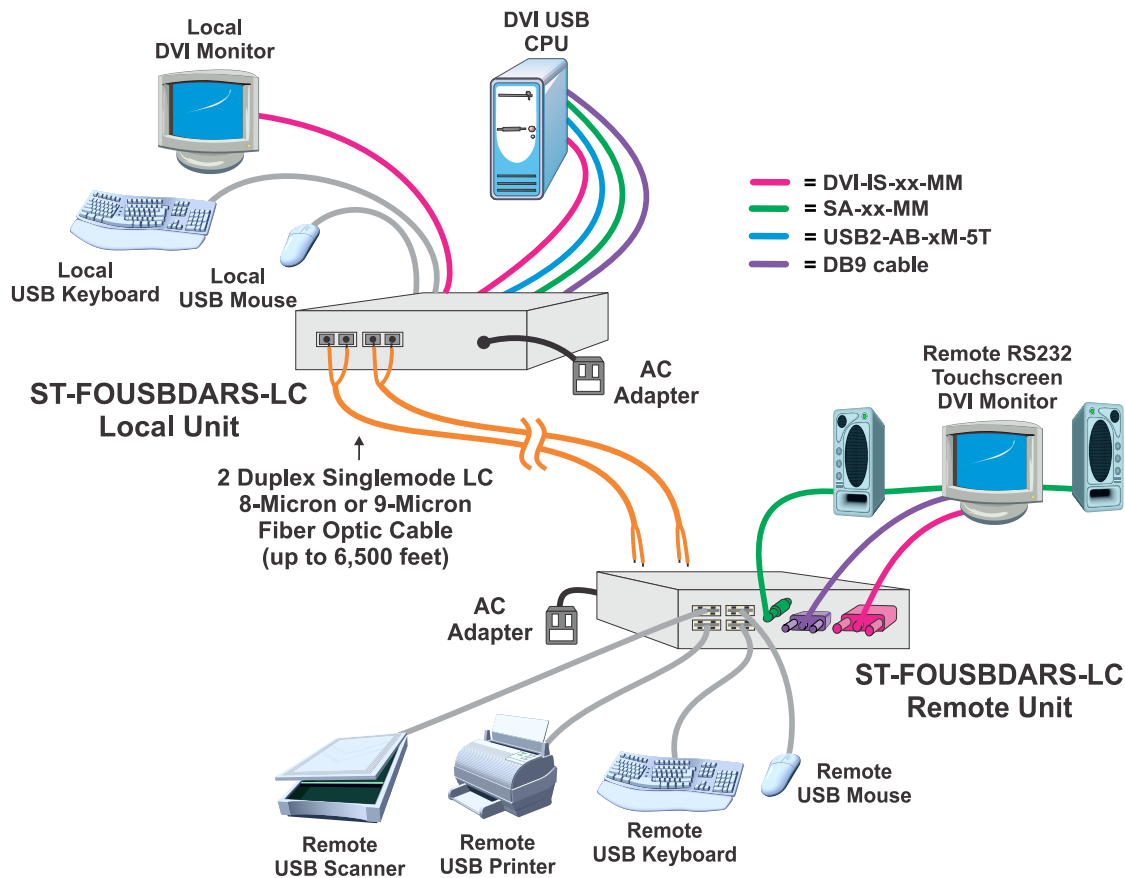 Local
DVI Monitor
DVI USB
CPU
= DVI-IS-xx-MM
= SA-xx-MM
= USB2-AB-xM-5T
= DB9 cable
Local
USB Keyboard
Local
USB Mouse
AC
Adapter
ST-FOUSBDARS-LC
Local Unit
Remote RS232
Touchscreen
DVI Monitor
2 Duplex Singlemode LC
8-Micron or 9-Micron
Fiber Optic Cable
(up to 6,500 feet)
AC
Adapter
ST-FOUSBDARS-LC
Remote Unit
Remote
USB Scanner
Remote
USB Printer
Remote
USB Keyboard
Remote
USB Mouse